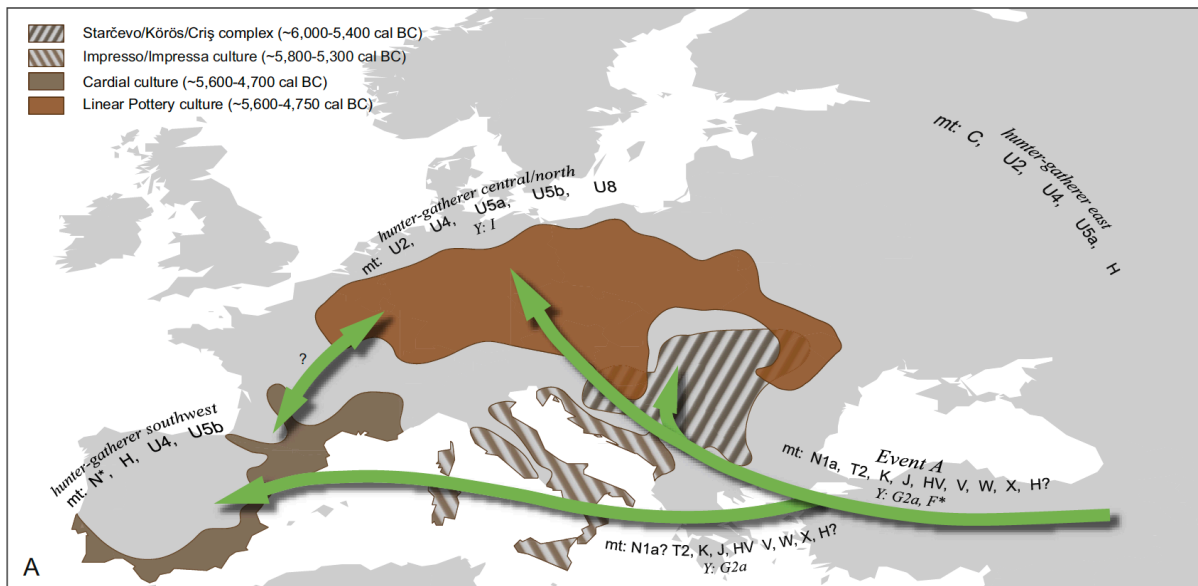 Starčevo/Körös/Criş complex (~6,000-5,400 cal BC)
Impresso/Impressa culture (~5,800-5,300 cal BC)
Cardial culture (~5,600-4,700 cal BC)
Linear Pottery culture (~5,600-4,750 cal BC)
hunter-gatherer east
mt: C, U2, U4, U5a, H
hunter-gatherer central/north
mt: U2, U4, U5a, U5b, U8
Y: I
?
hunter-gatherer southwest
mt: N*, H, U4, U5b
Event A
mt: N1a, T2, K, J, HV, V, W, X, H?
Y: G2a, F*
mt: N1a? T2, K, J, HV V, W, X, H?
Y: G2a
A